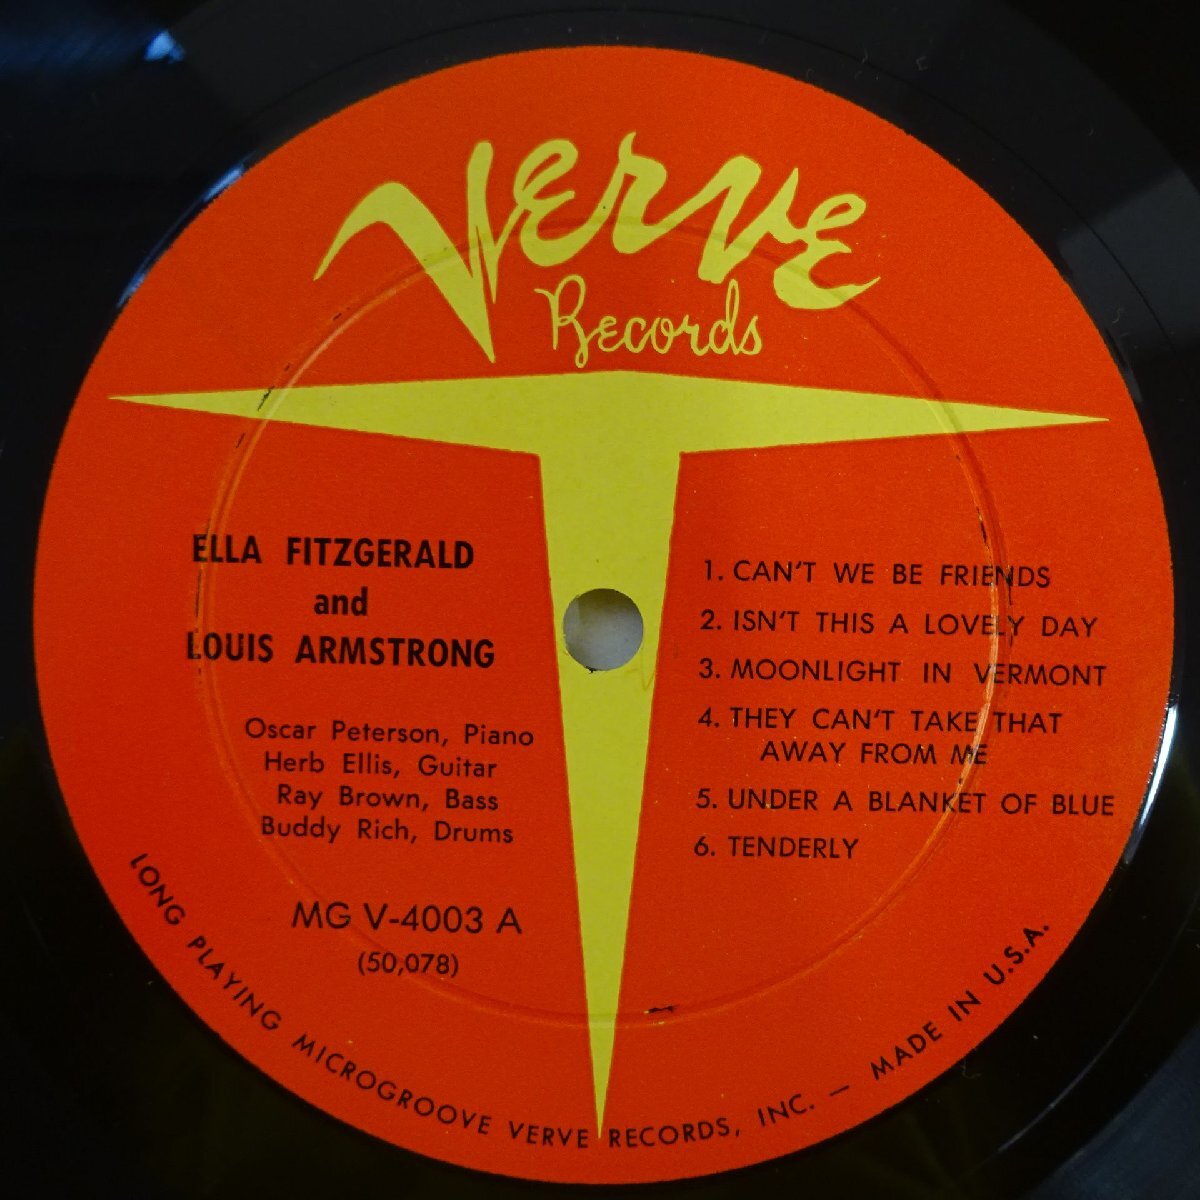 Verve
Records
ELLA FITZGERALD
and
LOUIS ARMSTRONG
Oscar Peterson, Piano
Herb Ellis, Guitar
Ray Brown, Bass
Buddy Rich, Drums
MG V-4003 A
(50,078)
1. CAN'T WE BE FRIENDS
2. ISN'T THIS A LOVELY DAY
3. MOONLIGHT IN VERMONT
4. THEY CAN'T TAKE THAT
AWAY FROM ME
5. UNDER A BLANKET OF BLUE
6. TENDERLY
LONG PLAYING MICROGROOVE VERVE RECORDS, INC. — MADE IN U.S.A.